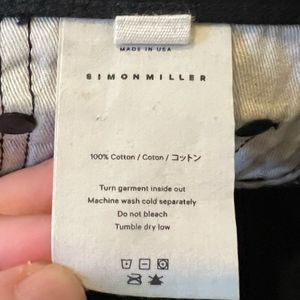 MADE IN USA
SIMONMILLER
100% Cotton / Coton / コットン
Turn garment inside out
Machine wash cold separately
Do not bleach
Tumble dry low